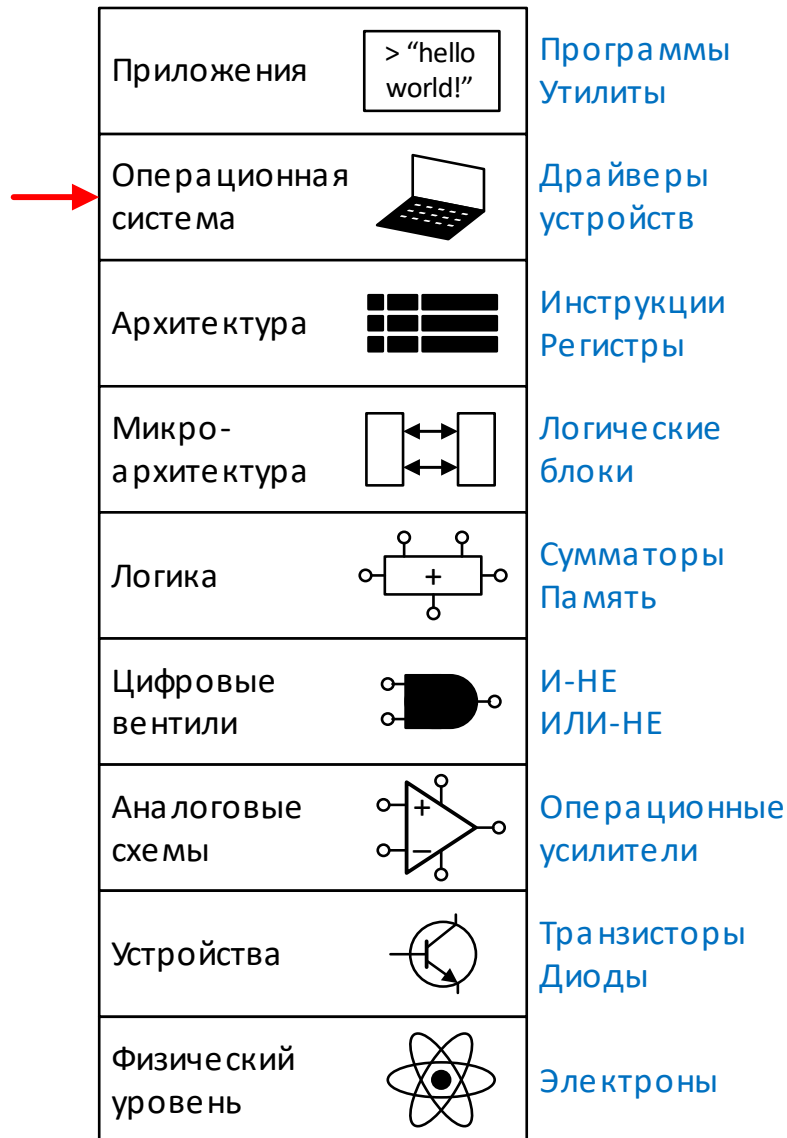 Приложения
> “hello
world!”
Программы
Утилиты
Операционная
система
Драйверы
устройств
Архитектура
Инструкции
Регистры
Микро-
архитектура
Логические
блоки
Логика
+
Сумматоры
Память
Цифровые
вентили
И-НЕ
ИЛИ-НЕ
Аналоговые
схемы
+
−
Операционные
усилители
Устройства
Транзисторы
Диоды
Физический
уровень
Электроны